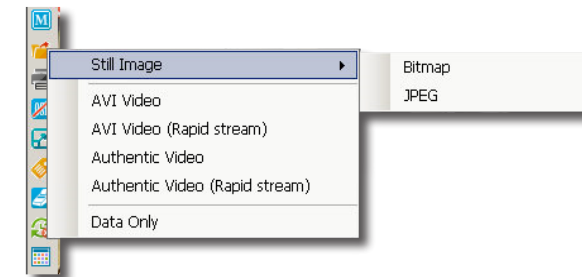 M
Still Image
Bitmap
JPEG
AVI Video
AVI Video (Rapid stream)
Authentic Video
Authentic Video (Rapid stream)
Data Only